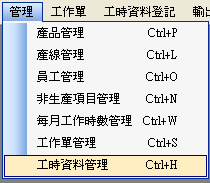 管理 工作單 工時資料登記 輸
產品管理 Ctrl+P
產線管理 Ctrl+L
員工管理 Ctrl+O
非生產項目管理 Ctrl+N
每月工作時數管理 Ctrl+W
工作單管理 Ctrl+S
工時資料管理 Ctrl+H